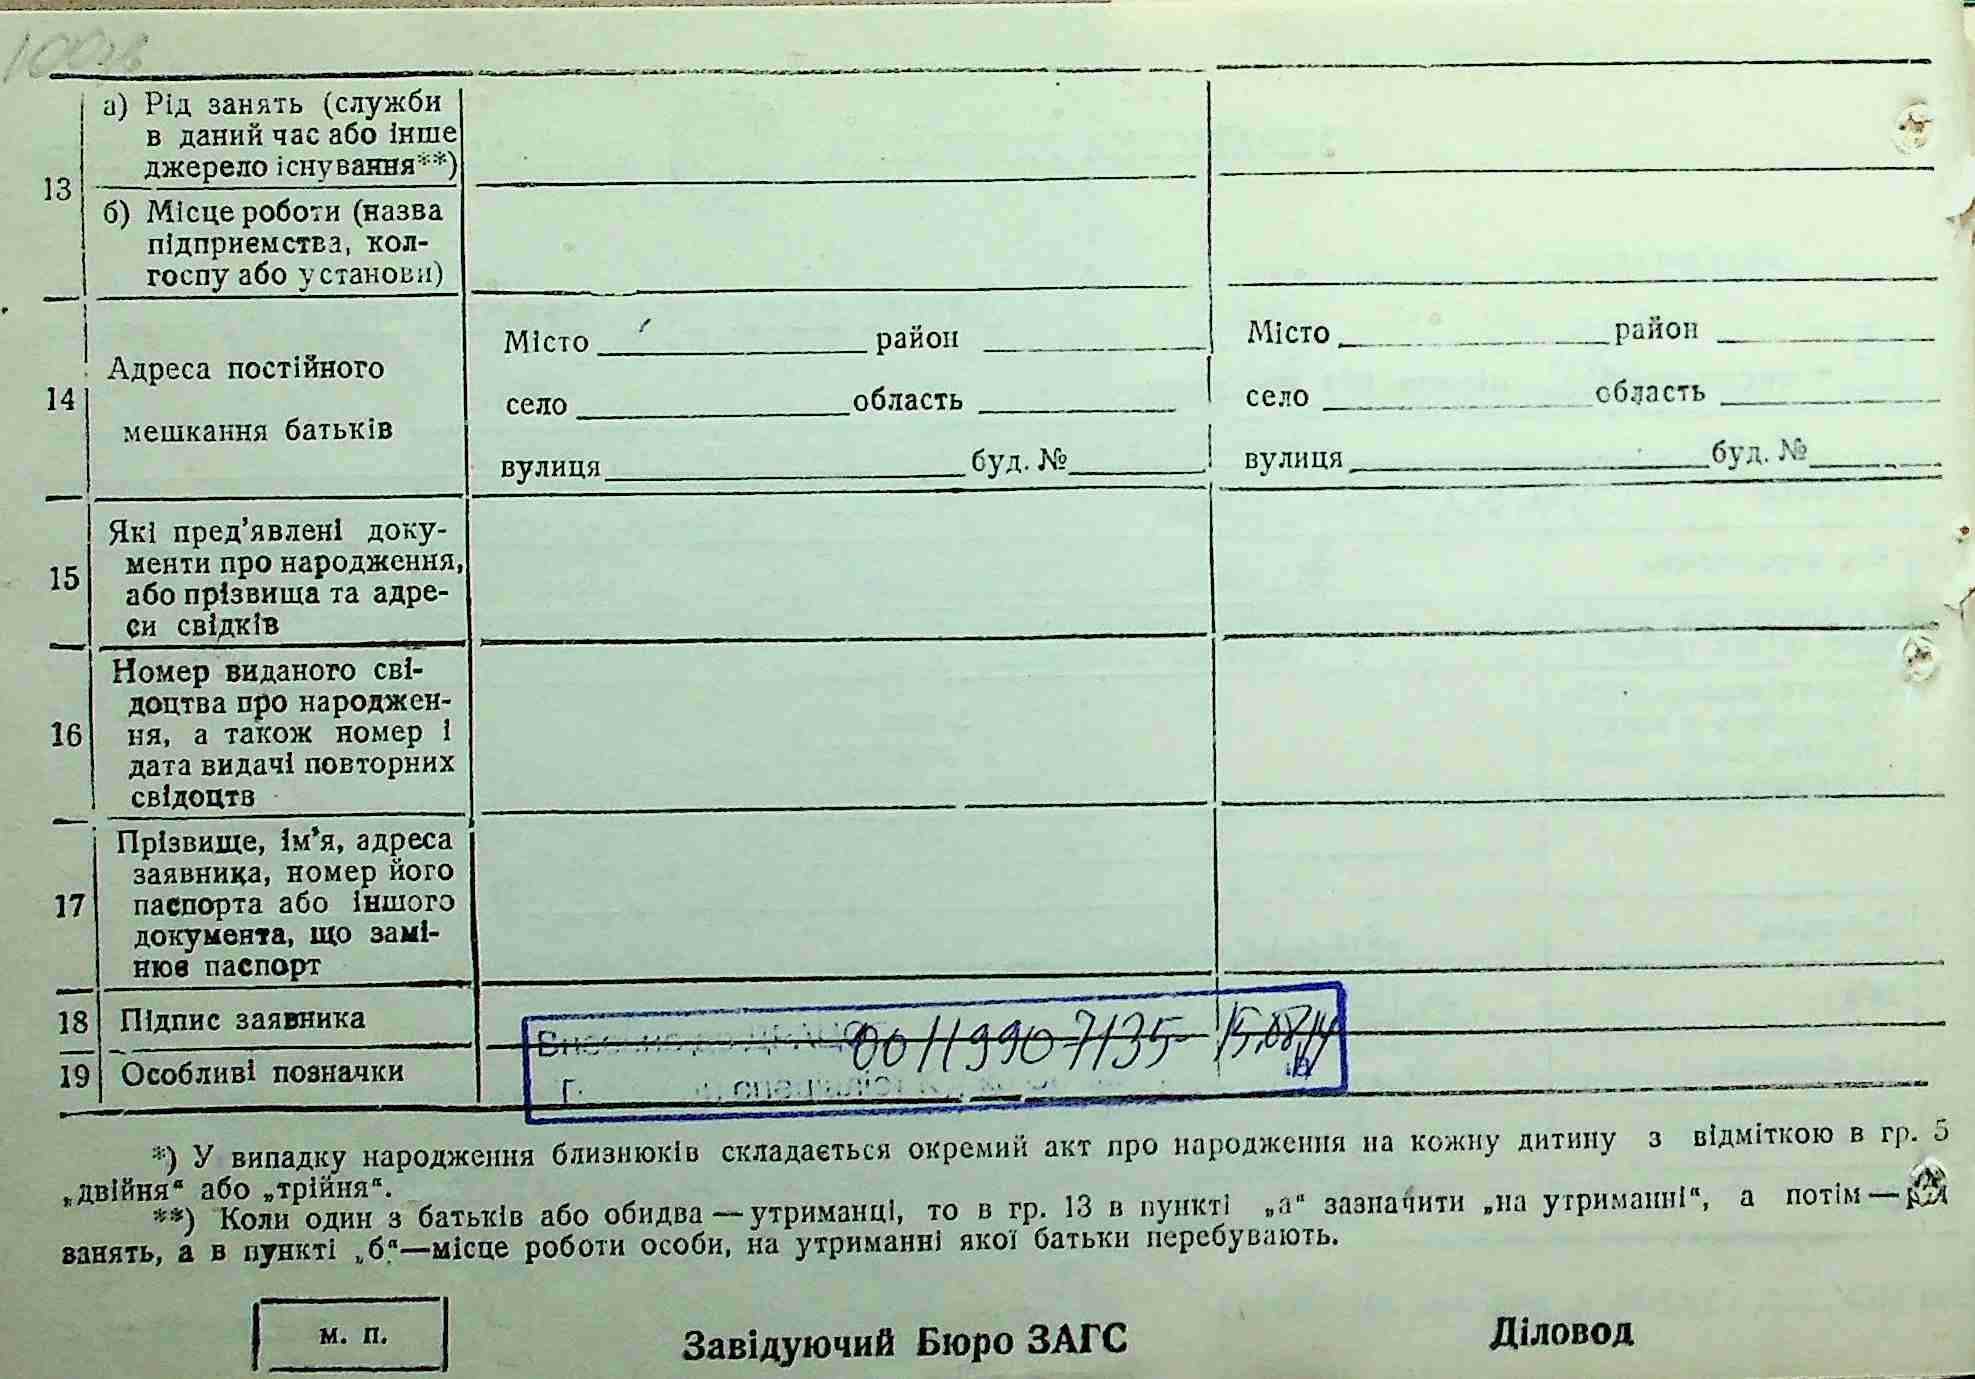 13
а) Рід занять (служби
в даний час або інше
джерело існування**)
б) Місце роботи (назва
підприємства, кол-
госпу або установи)
14
Адреса постійного
мешкання батьків
Місто район
село область
вулиця буд. №
Місто район
село область
вулиця буд. №
15
Які пред’явлені доку-
менти про народження,
або прізвища та адре-
си свідків
16
Номер виданого сві-
доцтва про народжен-
ня, а також номер і
дата видачі повторних
свідоцтв
17
Прізвище, ім’я, адреса
заявника, номер його
паспорта або іншого
документа, що замі-
нює паспорт
18 Підпис заявника
00119907135 15.08.14
19 Особливі позначки
*) У випадку народження близнюків складається окремий акт про народження на кожну дитину з відміткою в гр. 5
„двійня“ або „трійня“.
**) Коли один з батьків або обидва — утриманці, то в гр. 13 в пункті „а“ зазначити „на утриманні“, а потім — рід
занять, а в пункті „б“—місце роботи особи, на утриманні якої батьки перебувають.
м. п.
Завідуючий Бюро ЗАГС
Діловод